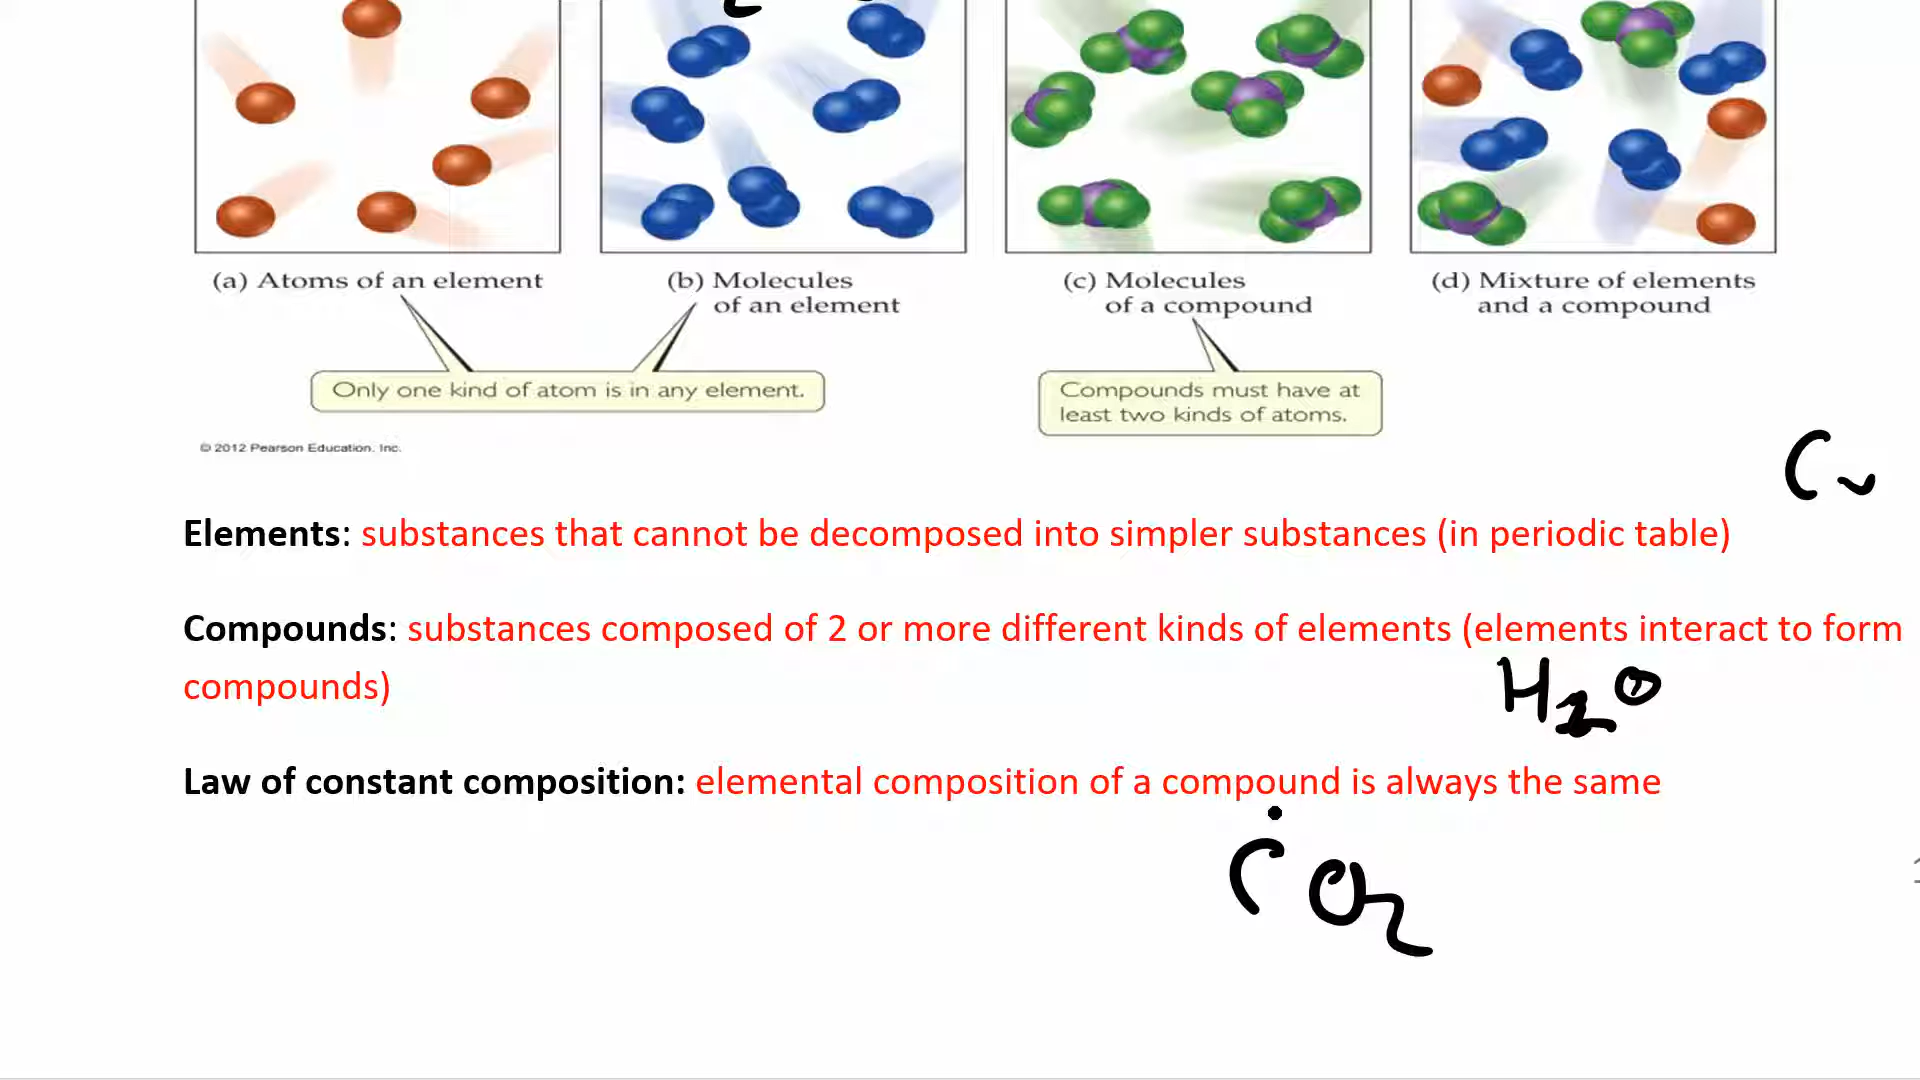 (a) Atoms of an element
(b) Molecules
of an element
(c) Molecules
of a compound
(d) Mixture of elements
and a compound
Only one kind of atom is in any element.
Compounds must have at
least two kinds of atoms.
© 2012 Pearson Education, Inc.
Elements: substances that cannot be decomposed into simpler substances (in periodic table)
Compounds: substances composed of 2 or more different kinds of elements (elements interact to form
compounds)
H2O
Law of constant composition: elemental composition of a compound is always the same
CO2